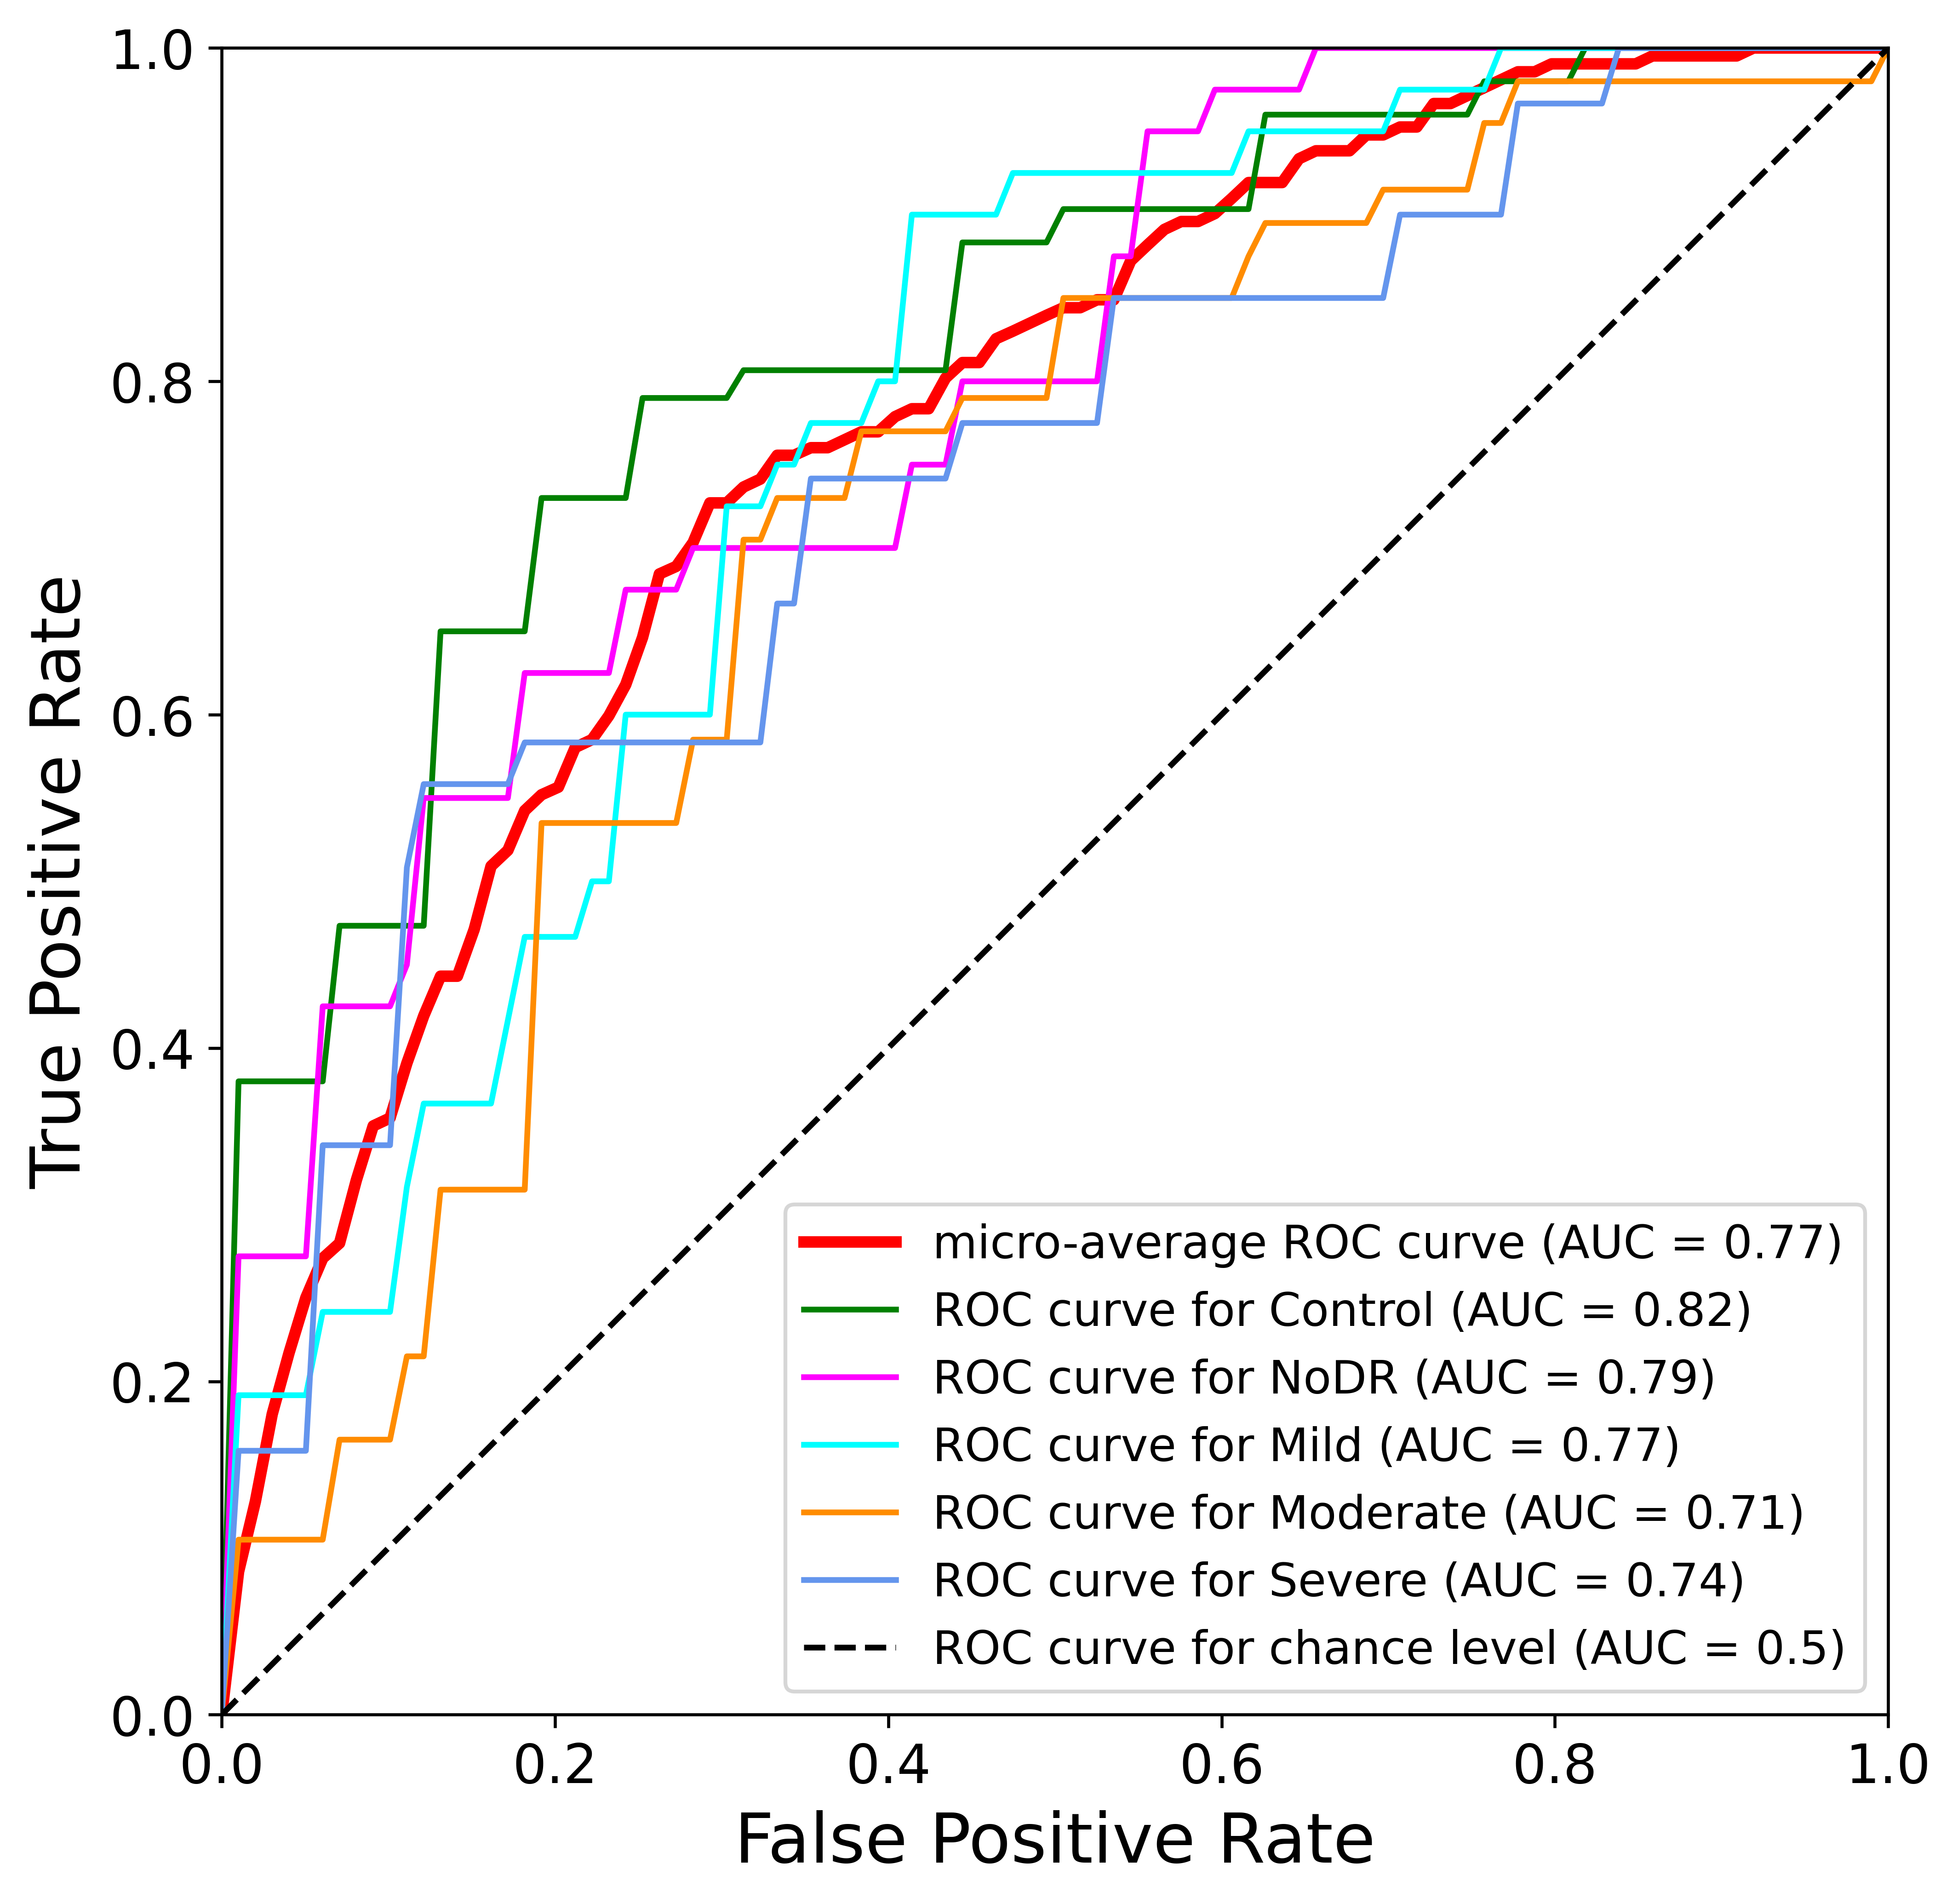 1.0
0.8
0.6
0.4
0.2
0.0
True Positive Rate
micro-average ROC curve (AUC = 0.77)
ROC curve for Control (AUC = 0.82)
ROC curve for NoDR (AUC = 0.79)
ROC curve for Mild (AUC = 0.77)
ROC curve for Moderate (AUC = 0.71)
ROC curve for Severe (AUC = 0.74)
ROC curve for chance level (AUC = 0.5)
0.0 0.2 0.4 0.6 0.8 1.0
False Positive Rate